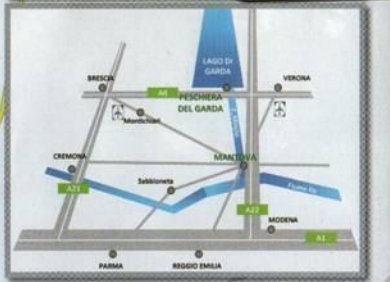 LAGO DI
GARDA
BRESCIA
A4
PESCHIERA
DEL GARDA
VERONA
Montichiari
F. Mincio
CREMONA
MANTOVA
A21
Sabbioneta
Fiume Po
A22
MODENA
A1
PARMA
REGGIO EMILIA